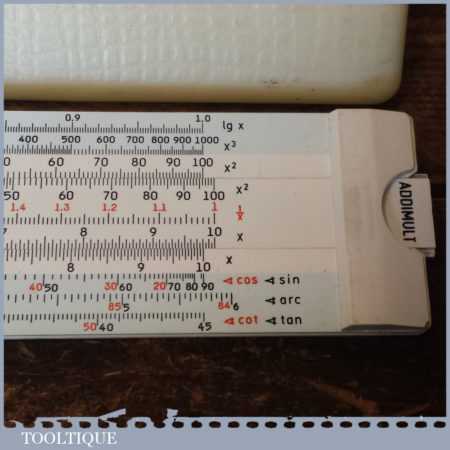 0.9 1.0 lg x
400 500 600 700 800 900 1000 x³
60 70 80 90 100 x²
50 60 70 80 90 100 x²
1.4 1.3 1.2 1.1 1 1/x
7 8 9 10 x
8 9 10 x
40 50 30 60 20 70 80 90 cos sin
85 5 84 6 arc
50 40 45 cot tan
ADDIMULT
TOOLTIQUE